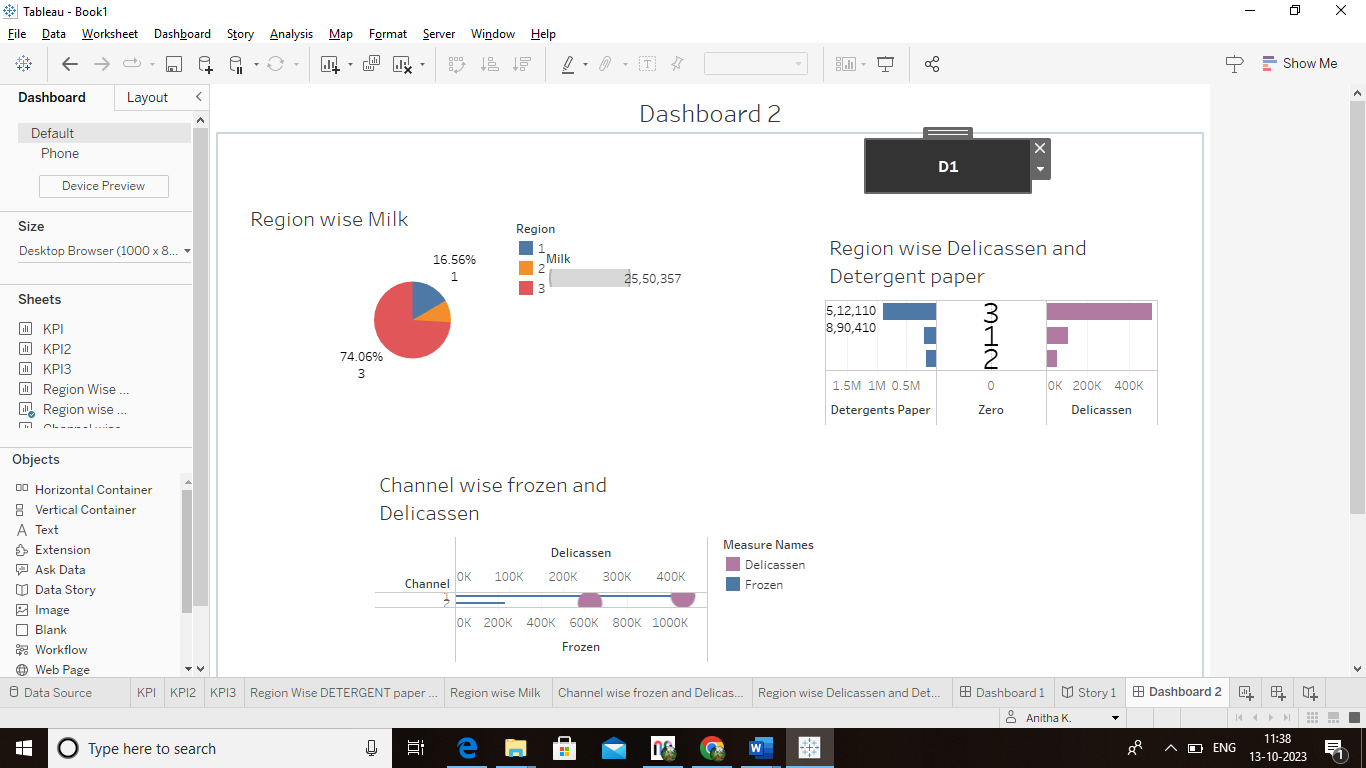 Tableau - Book1
File Data Worksheet Dashboard Story Analysis Map Format Server Window Help
Show Me
Dashboard Layout
Default
Phone
Device Preview
Size
Desktop Browser (1000 x 8...
Sheets
KPI
KPI2
KPI3
Region Wise ...
Region wise ...
Objects
Horizontal Container
Vertical Container
Text
Extension
Ask Data
Data Story
Image
Blank
Workflow
Web Page
Dashboard 2
D1
Region wise Milk
16.56%
1
74.06%
3
Region
1
2
3
Milk
25,50,357
Region wise Delicassen and
Detergent paper
5,12,110
8,90,410
3
1
2
1.5M 1M 0.5M 0 0K 200K 400K
Detergents Paper Zero Delicassen
Channel wise frozen and
Delicassen
Delicassen
Channel
0K 100K 200K 300K 400K
1
2
0K 200K 400K 600K 800K 1000K
Frozen
Measure Names
Delicassen
Frozen
Data Source KPI KPI2 KPI3 Region Wise DETERGENT paper ... Region wise Milk Channel wise frozen and Delicas... Region wise Delicassen and Det... Dashboard 1 Story 1 Dashboard 2
Anitha K.
Type here to search
ENG
11:38
13-10-2023
1